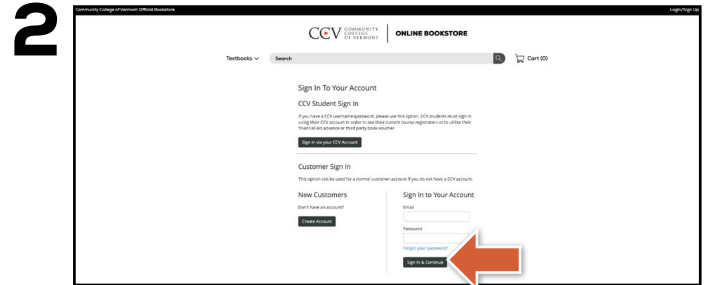 2
Community College of Vermont Official Bookstore
Login/Sign Up
CCV COMMUNITY COLLEGE OF VERMONT
ONLINE BOOKSTORE
Textbooks
Search
Cart (0)
Sign In To Your Account
CCV Student Sign In
If you have a CCV username/password, please use this option. CCV students must sign in
using their CCV account in order to see their current course registration or to utilize their
financial aid advance or third party book voucher.
Sign in via your CCV Account
Customer Sign In
This option can be used for a normal customer account if you do not have a CCV account.
New Customers
Don't have an account?
Create Account
Sign In to Your Account
Email
Password
Forgot your password?
Sign In & Continue